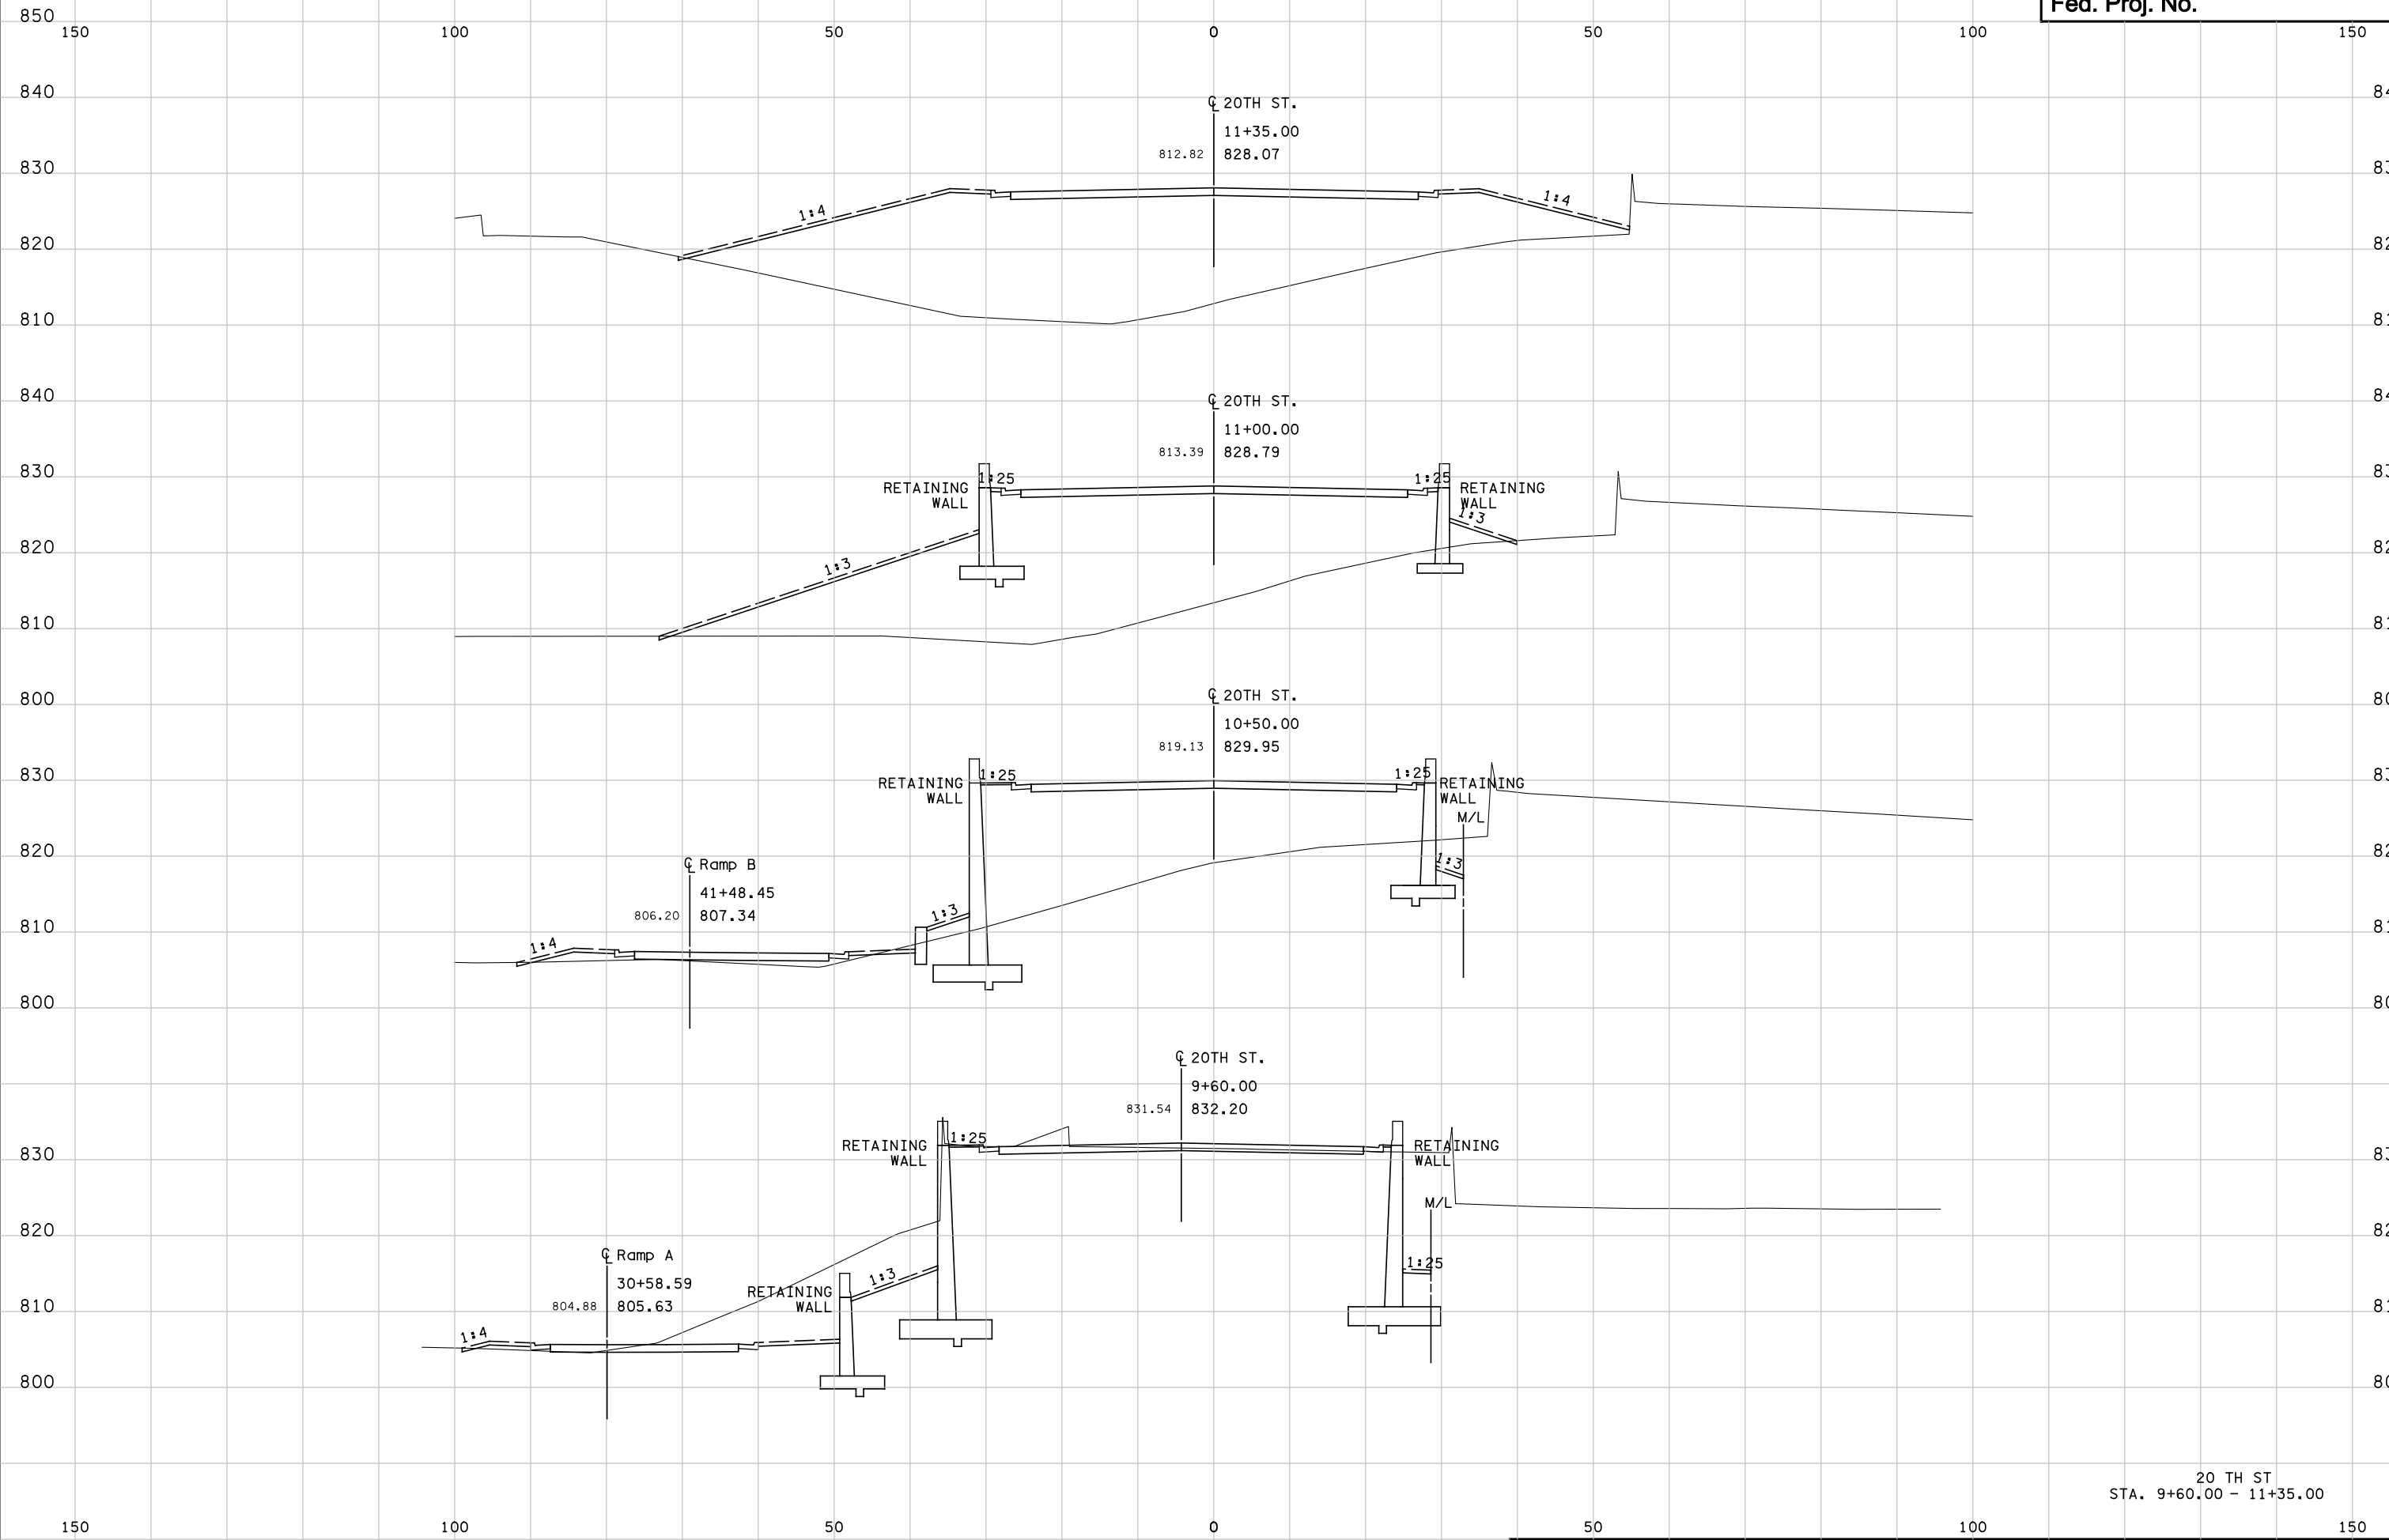 Fed. Proj. No.
850
150 100 50 0 50 100 150
840
℄ 20TH ST.
11+35.00
812.82 828.07
830
1:4 1:4
820
810
840
℄ 20TH ST.
11+00.00
813.39 828.79
830
1:25 1:25
RETAINING WALL
RETAINING WALL
1:3
820
1:3
810
800
℄ 20TH ST.
10+50.00
819.13 829.95
830
1:25 1:25
RETAINING WALL
RETAINING WALL
M/L
820
1:3
℄ Ramp B
41+48.45
806.20 807.34
1:3
810
1:4
800
℄ 20TH ST.
9+60.00
831.54 832.20
1:25
RETAINING WALL
RETAINING WALL
830
M/L
820
℄ Ramp A
30+58.59
804.88 805.63
1:25
1:3
RETAINING WALL
810
1:4
800
20 TH ST
STA. 9+60.00 - 11+35.00
150 100 50 0 50 100 150